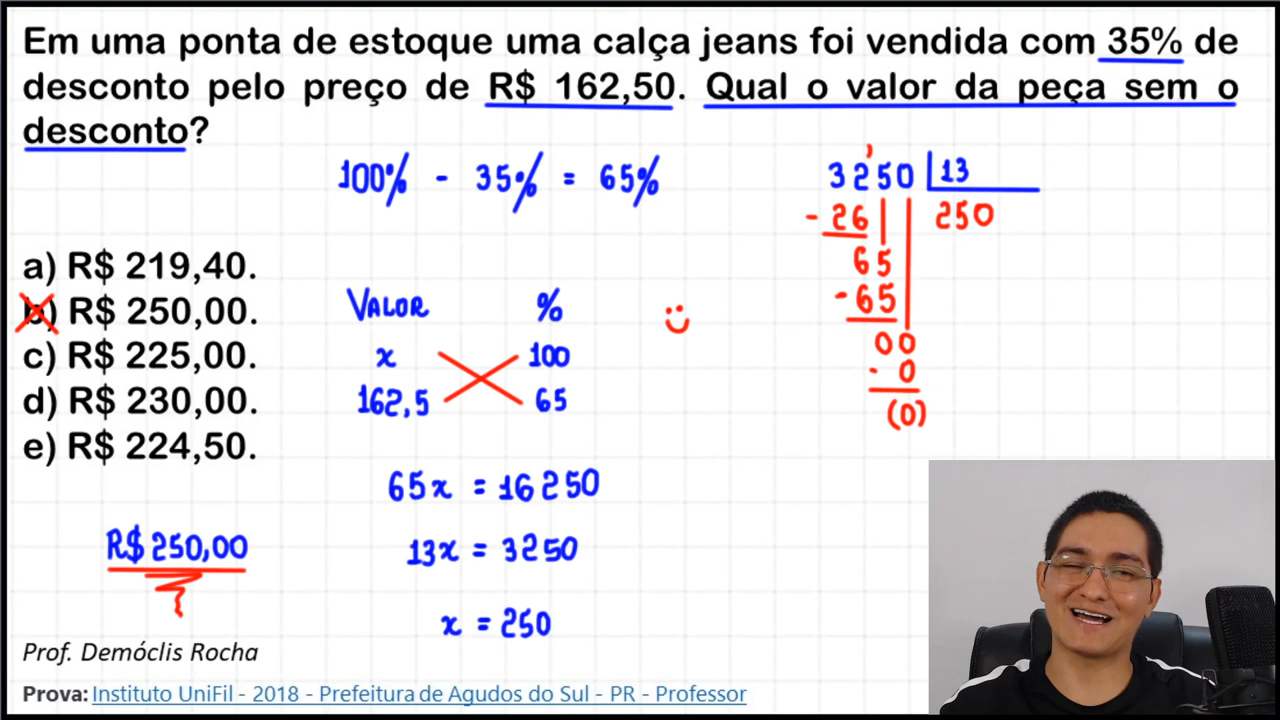 Em uma ponta de estoque uma calça jeans foi vendida com 35% de
desconto pelo preço de R$ 162,50. Qual o valor da peça sem o
desconto?
100% - 35% = 65%
a) R$ 219,40.
b) R$ 250,00.
c) R$ 225,00.
d) R$ 230,00.
e) R$ 224,50.
R$ 250,00
VALOR %
x 100
162,5 65
65x = 16250
13x = 3250
x = 250
3250 13
- 26 250
65
-65
00
- 0
(0)
Prof. Demóclis Rocha
Prova: Instituto UniFil - 2018 - Prefeitura de Agudos do Sul - PR - Professor